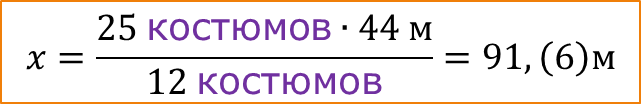 x = 25 костюмов · 44 м / 12 костюмов = 91,(6)м